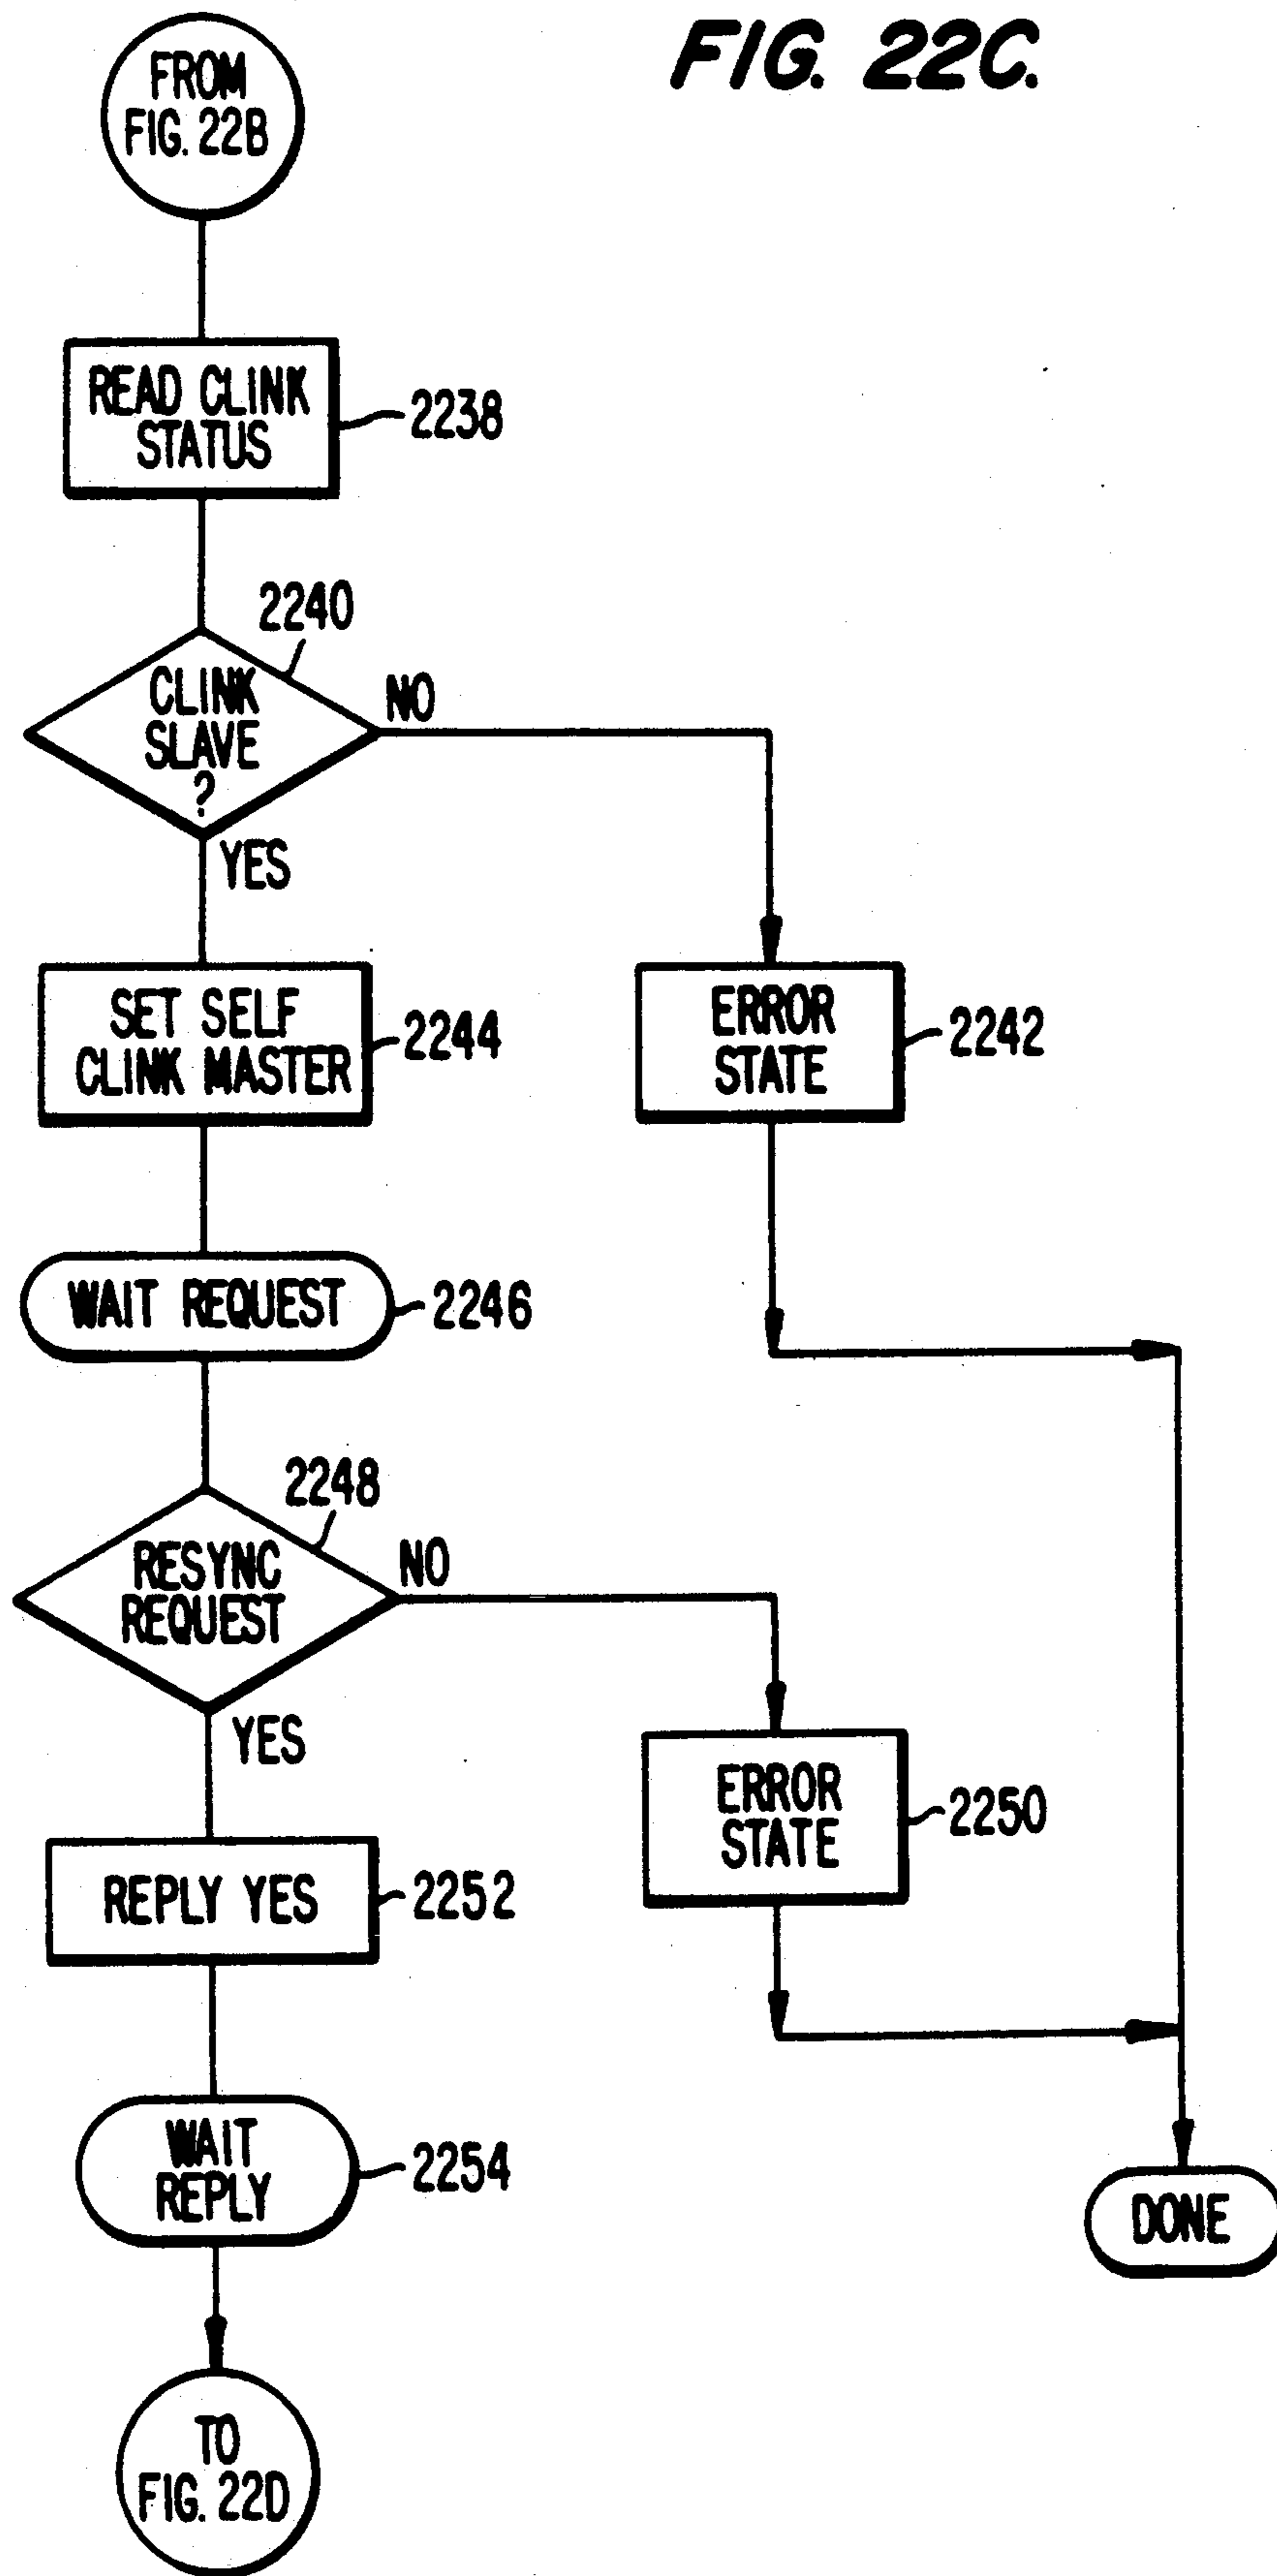 FIG. 22C.
FROM
FIG. 22B
READ CLINK
STATUS
2238
2240
CLINK
SLAVE
?
NO
YES
SET SELF
CLINK MASTER
2244
ERROR
STATE
2242
WAIT REQUEST
2246
2248
RESYNC
REQUEST
NO
YES
ERROR
STATE
2250
REPLY YES
2252
WAIT
REPLY
2254
DONE
TO
FIG. 22D